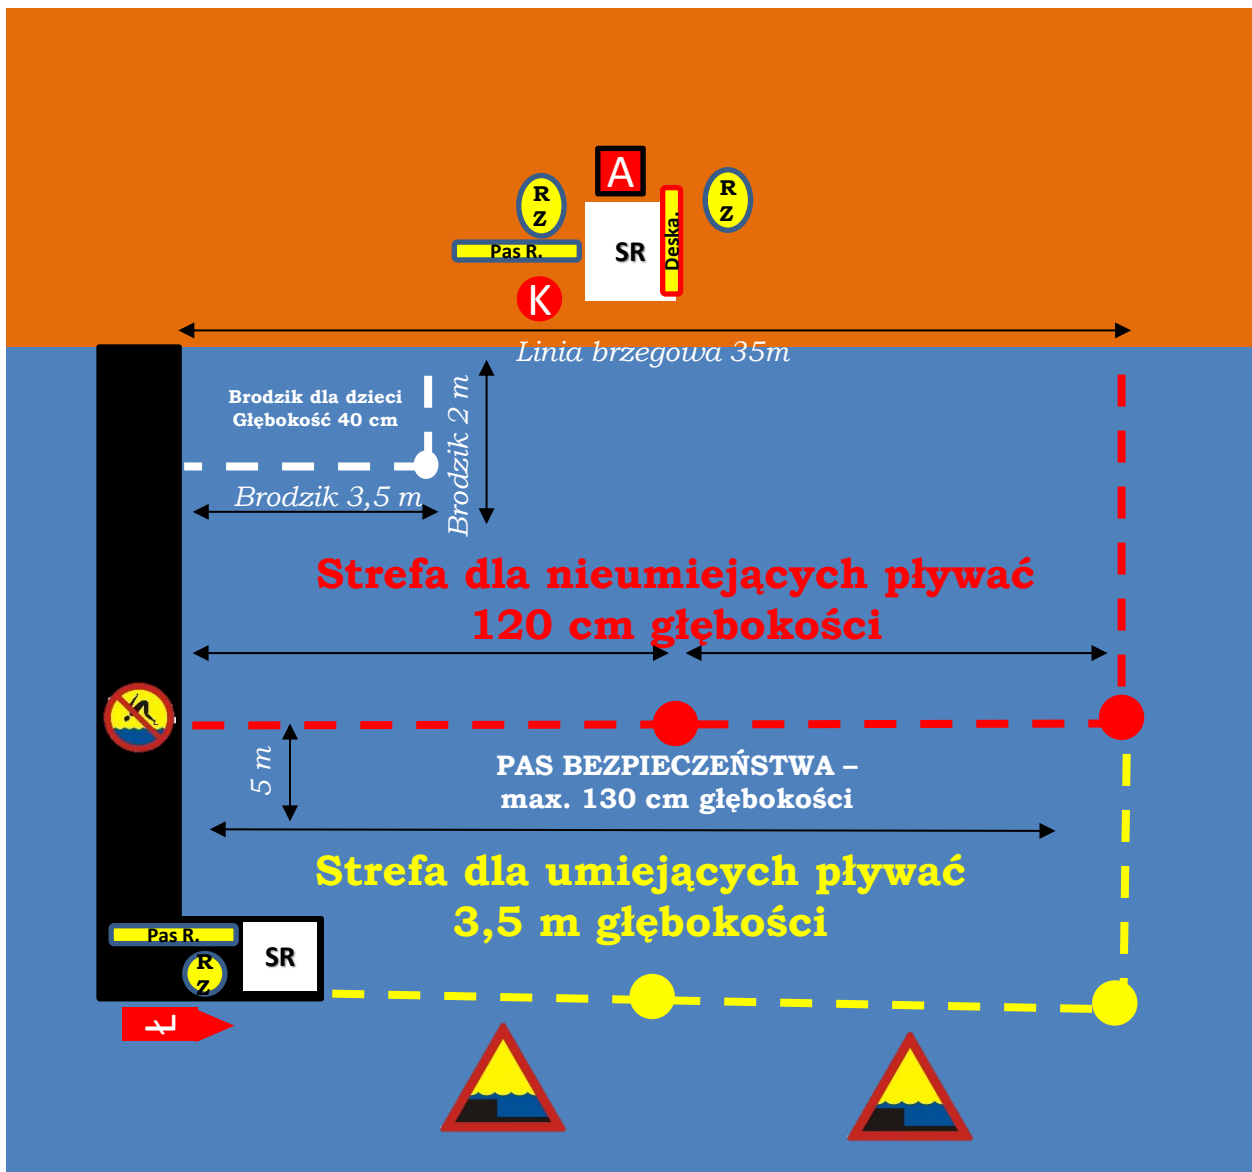 A
R
Z
R
Z
Pas R.
SR
Deska.
K
Linia brzegowa 35m
Brodzik dla dzieci
Głębokość 40 cm
Brodzik 2 m
Brodzik 3,5 m
Strefa dla nieumiejących pływać
120 cm głębokości
5 m
PAS BEZPIECZEŃSTWA –
max. 130 cm głębokości
Strefa dla umiejących pływać
3,5 m głębokości
Pas R.
R
Z
SR
Ł